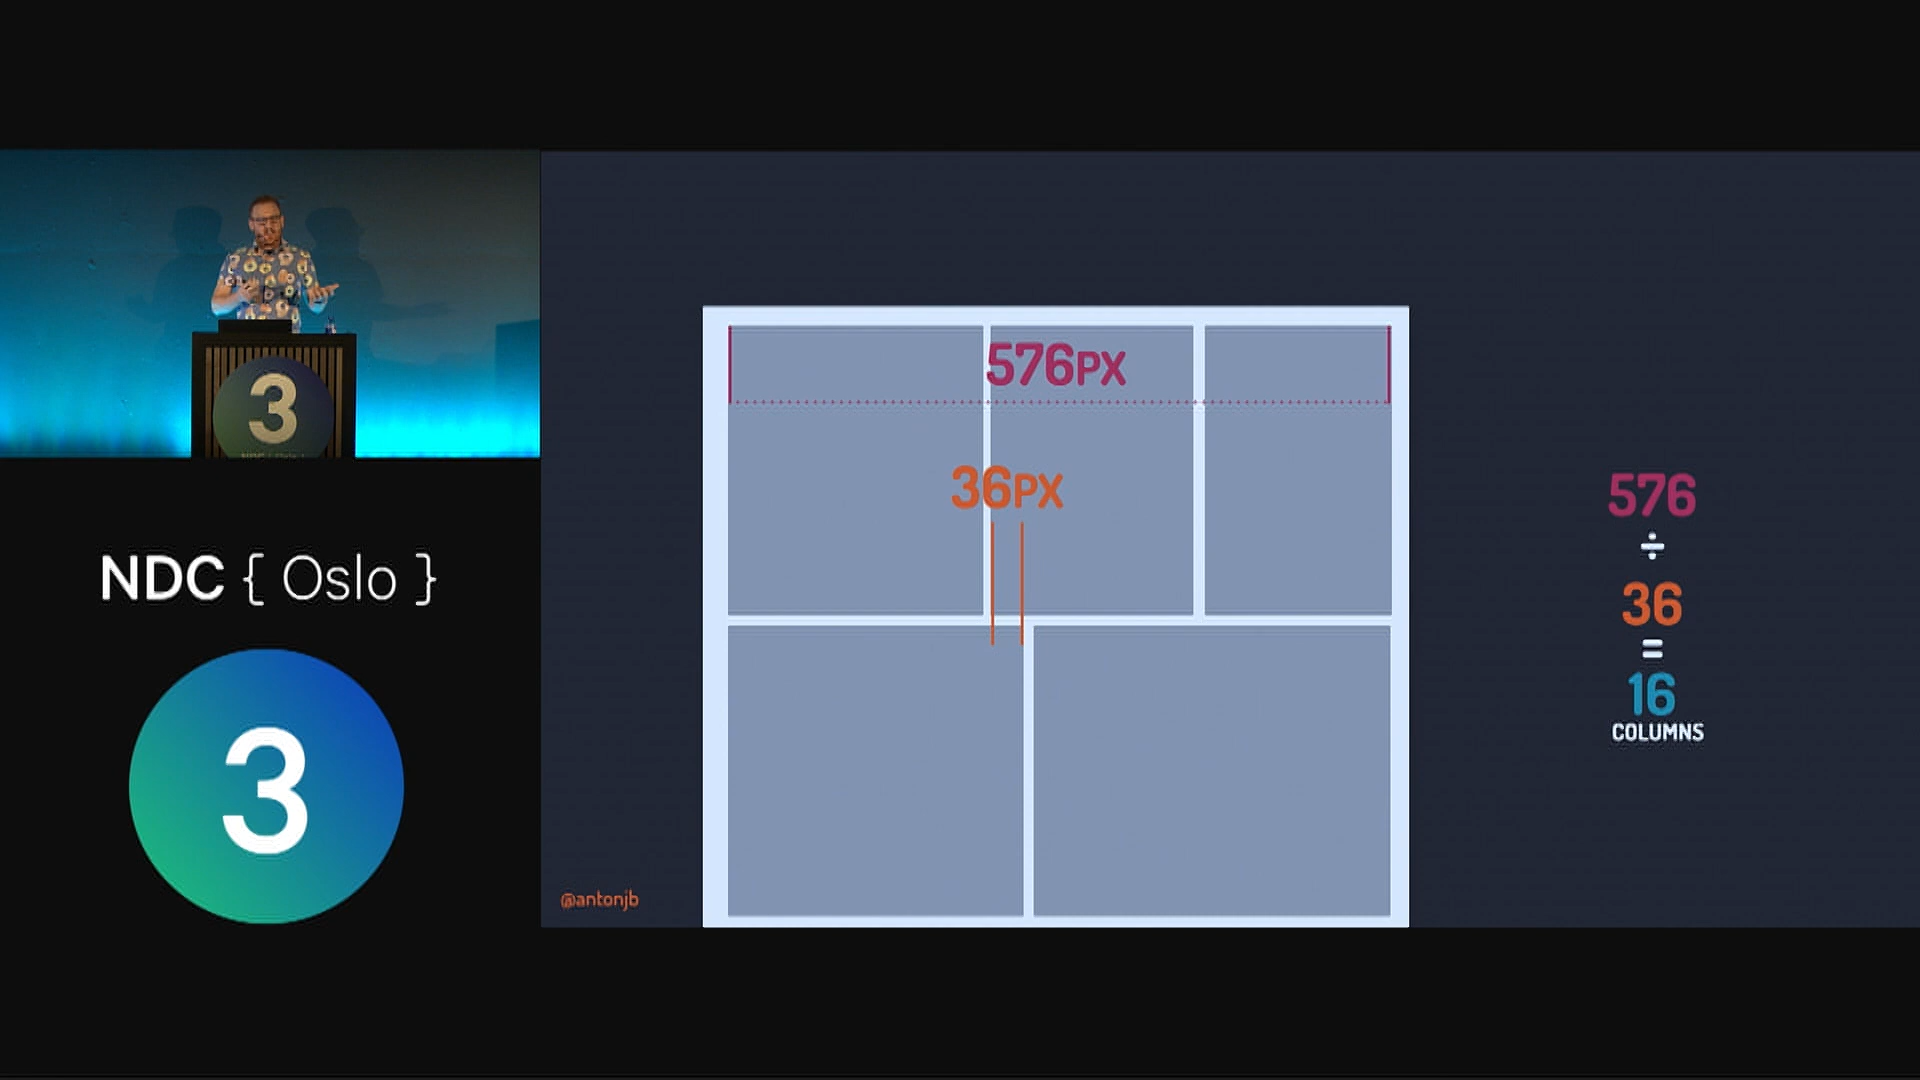 3
NDC { Oslo }
3
576PX
36PX
576
÷
36
=
16
COLUMNS
@antonjb